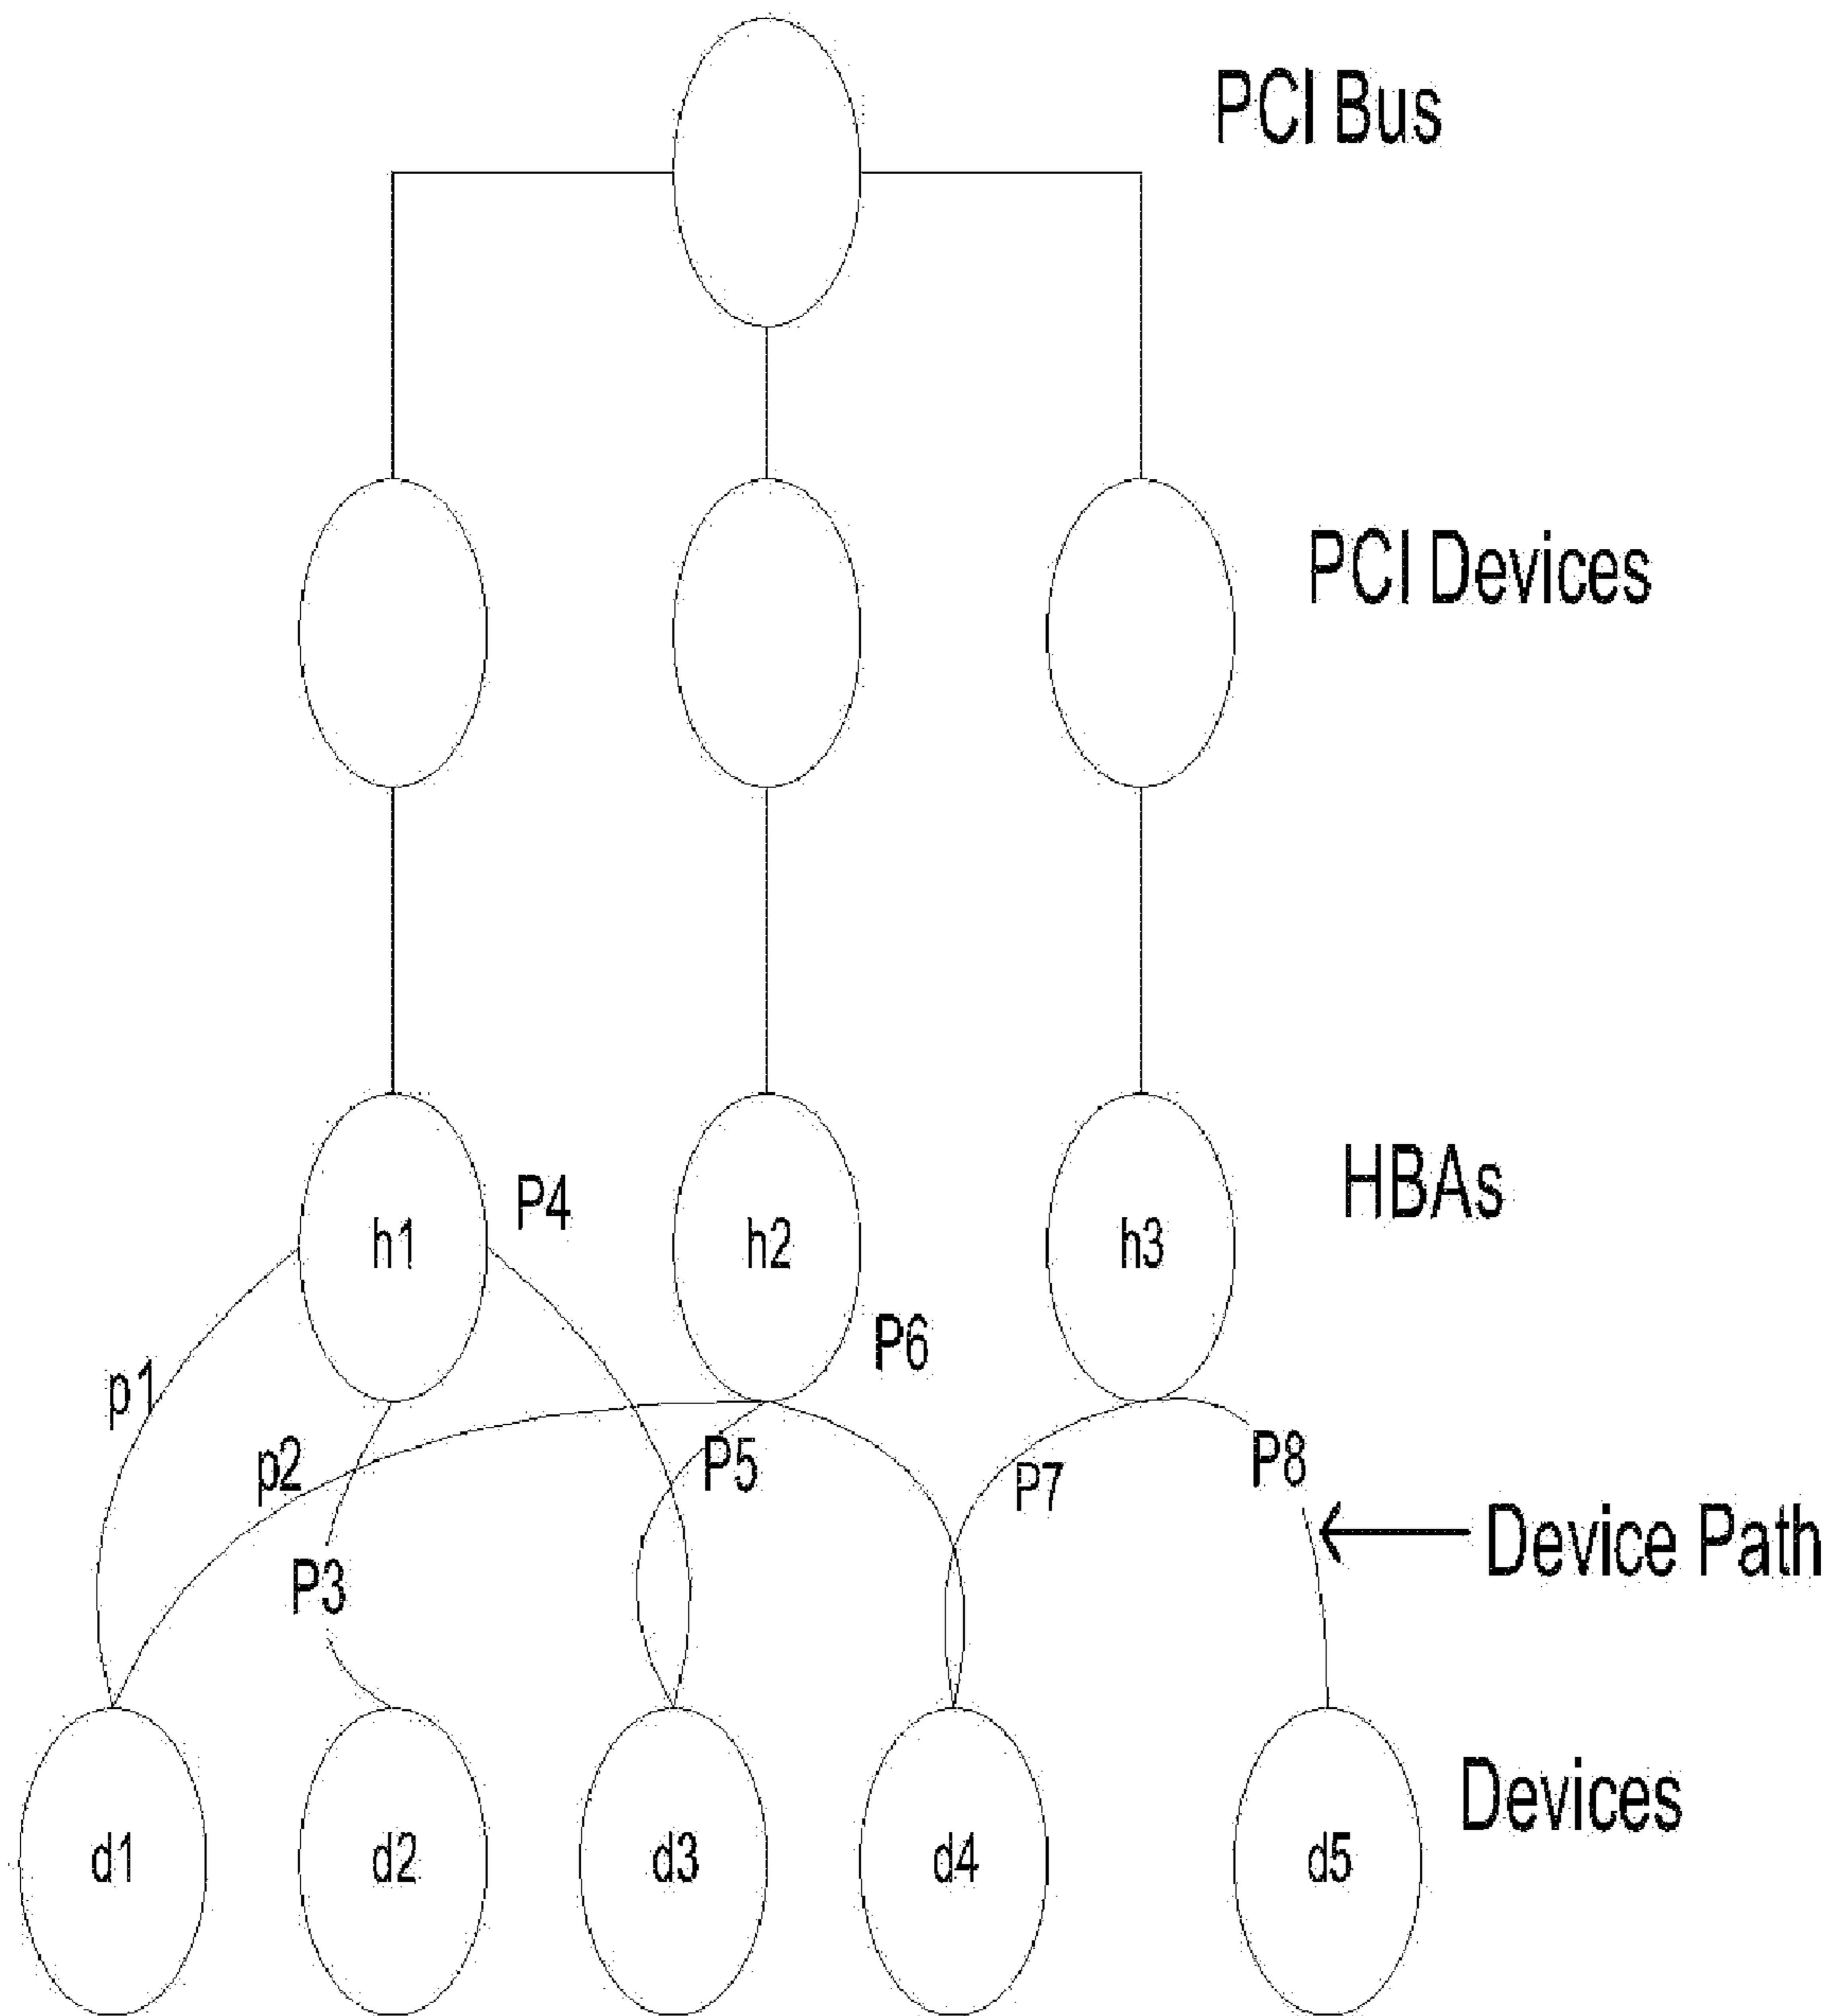 PCI Bus
PCI Devices
HBAs
P4
h1
h2
h3
P6
p1
p2
P5
P7
P8
Device Path
P3
Devices
d1
d2
d3
d4
d5